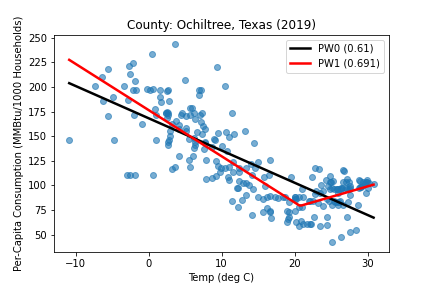 County: Ochiltree, Texas (2019)
PW0 (0.61)
PW1 (0.691)
Per-Capita Consumption (MMBtu/1000 Households)
250
225
200
175
150
125
100
75
50
−10 0 10 20 30
Temp (deg C)